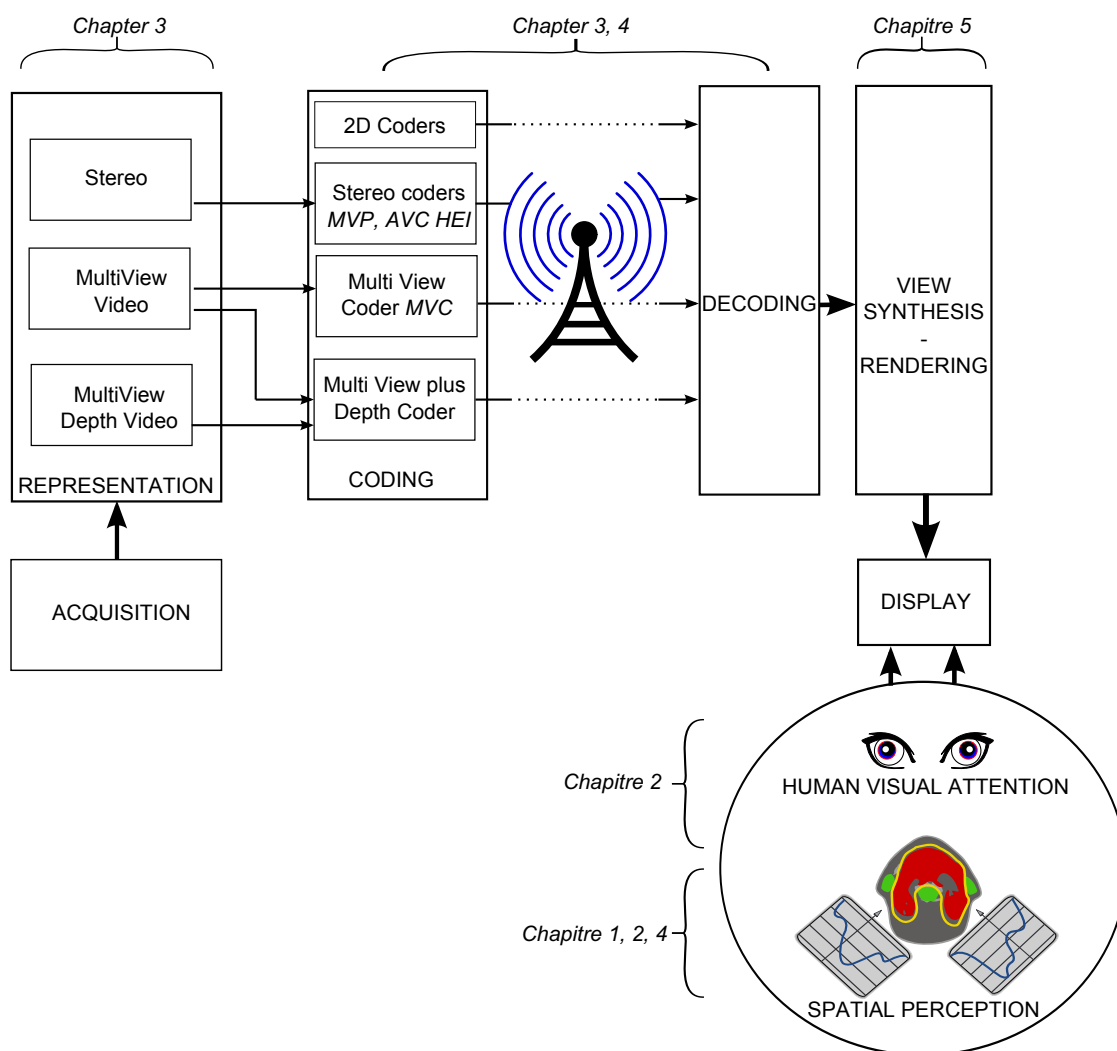 Chapter 3
Chapter 3, 4
Chapitre 5
2D Coders
Stereo
Stereo coders
MVP, AVC HEI
MultiView
Video
Multi View
Coder MVC
DECODING
VIEW
SYNTHESIS
-
RENDERING
MultiView
Depth Video
Multi View plus
Depth Coder
REPRESENTATION
CODING
ACQUISITION
DISPLAY
Chapitre 2
HUMAN VISUAL ATTENTION
Chapitre 1, 2, 4
SPATIAL PERCEPTION